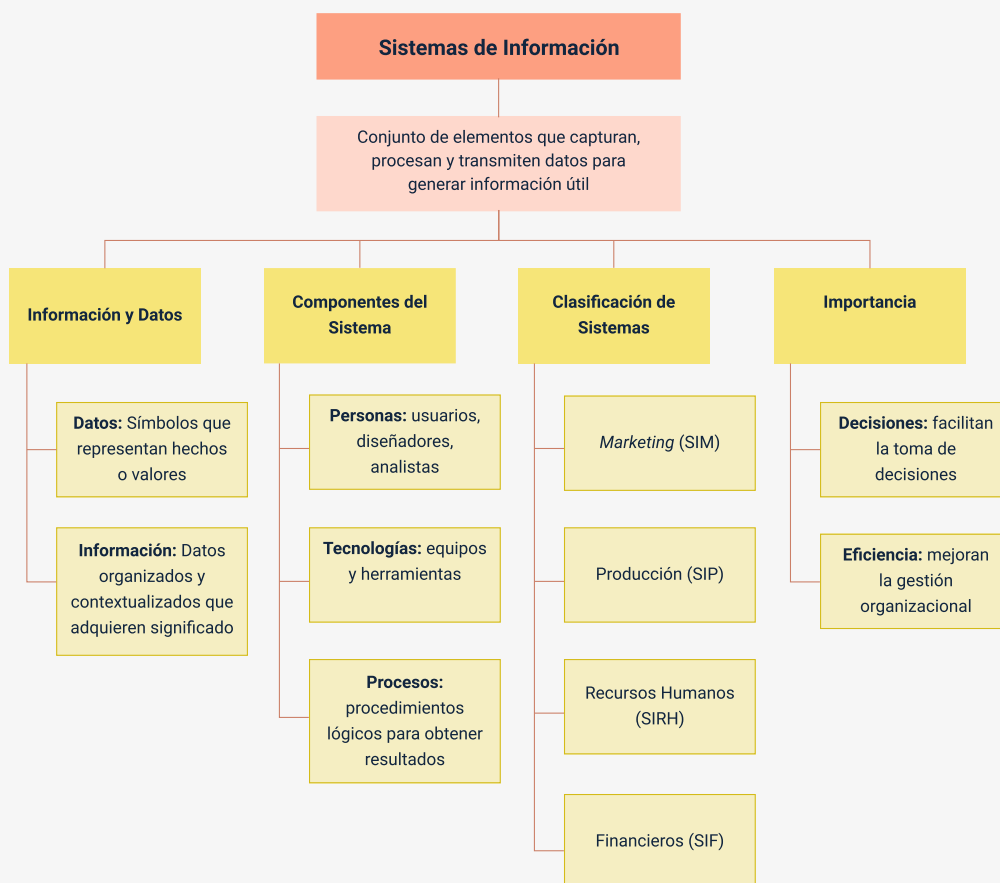 Sistemas de Información
Conjunto de elementos que capturan,
procesan y transmiten datos para
generar información útil
Información y Datos
Datos: Símbolos que
representan hechos
o valores
Información: Datos
organizados y
contextualizados que
adquieren significado
Componentes del
Sistema
Personas: usuarios,
diseñadores,
analistas
Tecnologías: equipos
y herramientas
Procesos:
procedimientos
lógicos para obtener
resultados
Clasificación de
Sistemas
Marketing (SIM)
Producción (SIP)
Recursos Humanos
(SIRH)
Financieros (SIF)
Importancia
Decisiones: facilitan
la toma de
decisiones
Eficiencia: mejoran
la gestión
organizacional